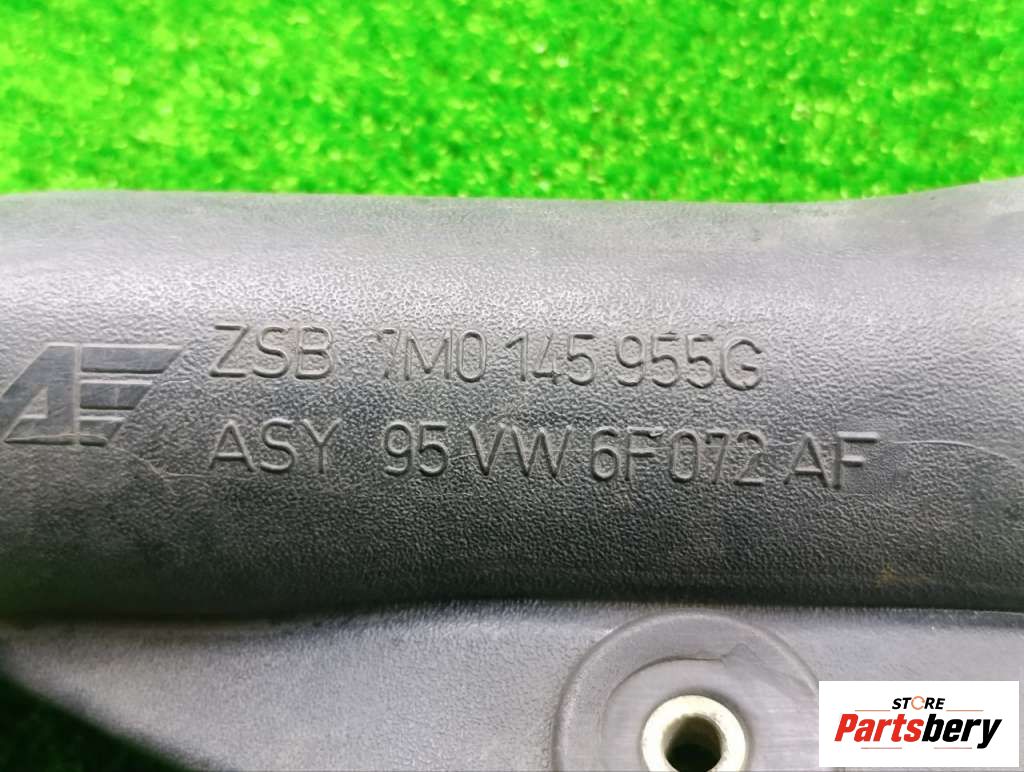 ZSB 7M0 145 955G
ASY 95 VW 6F072 AF
STORE
Partsbery